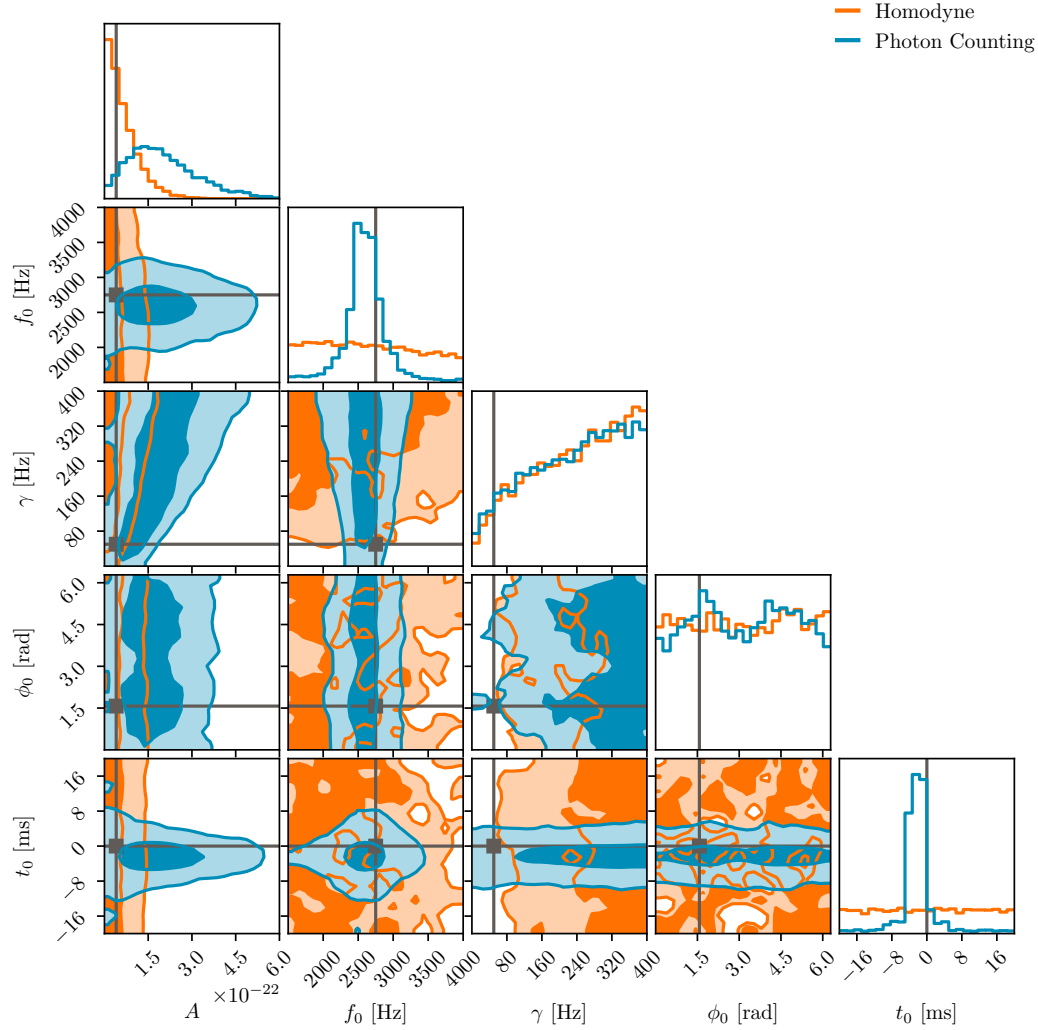 Homodyne
Photon Counting
4000
3500
3000
2500
2000
f₀ [Hz]
400
320
240
160
80
γ [Hz]
6.0
4.5
3.0
1.5
ϕ₀ [rad]
16
8
0
−8
−16
t₀ [ms]
1.5 3.0 4.5 6.0
×10⁻²²
A
2000 2500 3000 3500 4000
f₀ [Hz]
80 160 240 320 400
γ [Hz]
1.5 3.0 4.5 6.0
ϕ₀ [rad]
−16 −8 0 8 16
t₀ [ms]